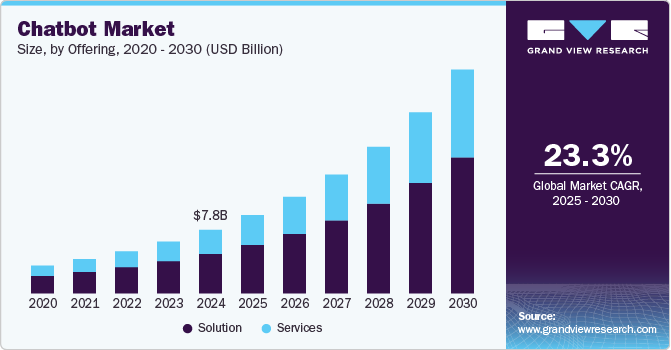 Chatbot Market
Size, by Offering, 2020 - 2030 (USD Billion)
$7.8B
2020 2021 2022 2023 2024 2025 2026 2027 2028 2029 2030
Solution Services
GRAND VIEW RESEARCH
23.3%
Global Market CAGR,
2025 - 2030
Source:
www.grandviewresearch.com